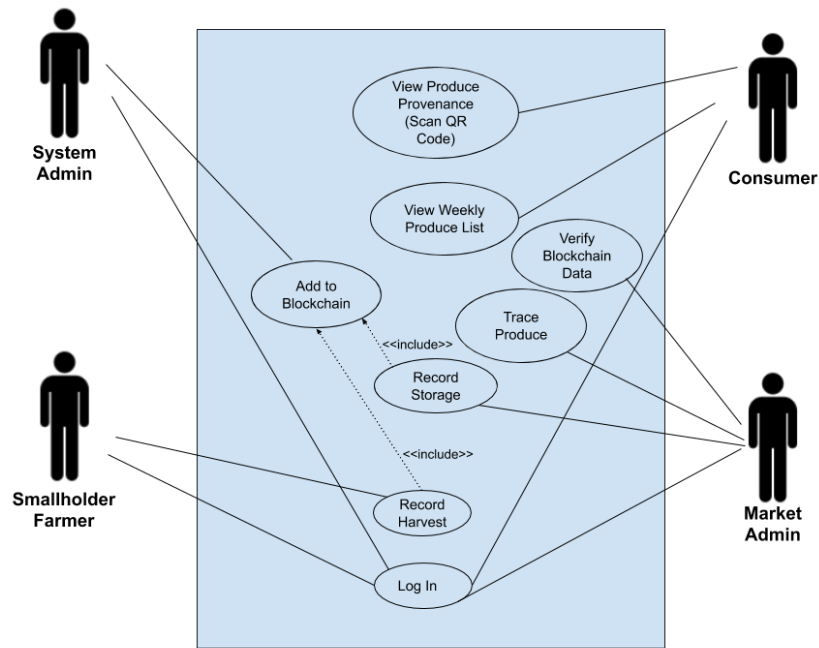 System
Admin
View Produce
Provenance
(Scan QR
Code)
Consumer
View Weekly
Produce List
Verify
Blockchain
Data
Add to
Blockchain
Trace
Produce
<<include>>
Record
Storage
Smallholder
Farmer
<<include>>
Record
Harvest
Market
Admin
Log In